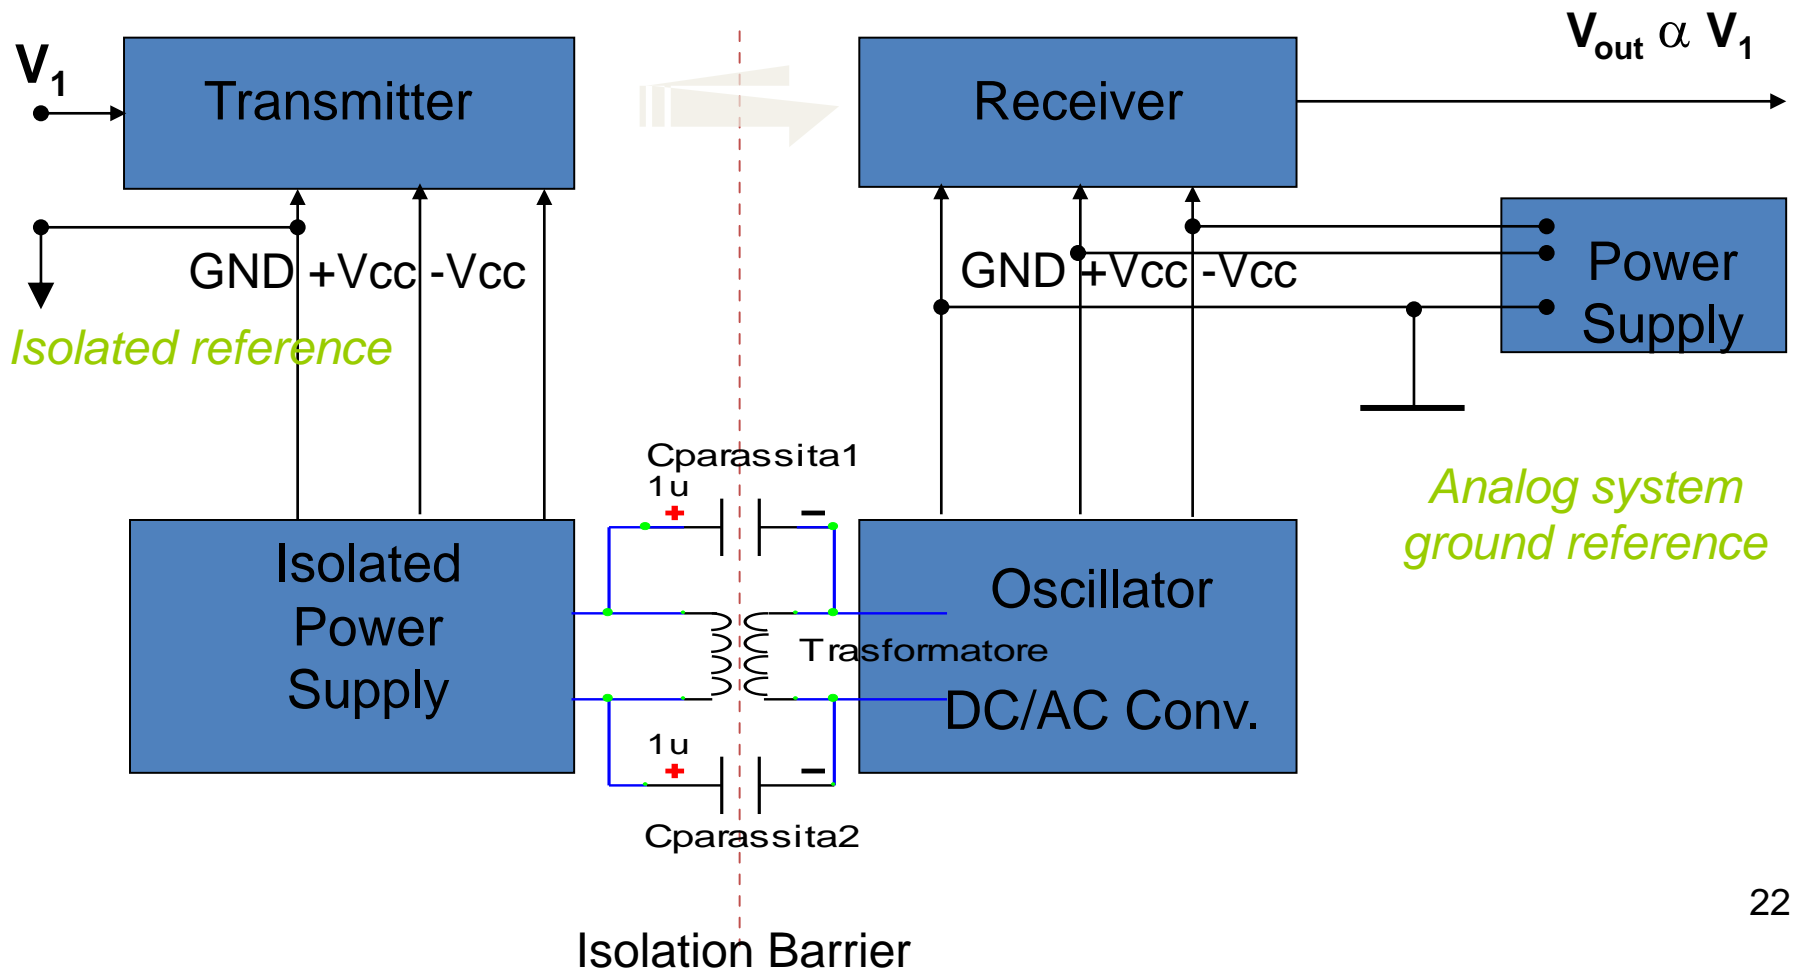 V1
Transmitter
Receiver
Vout α V1
GND +Vcc -Vcc
GND +Vcc -Vcc
Power
Supply
Isolated reference
Analog system
ground reference
Cparassita1
1u
+ –
Isolated
Power
Supply
Trasformatore
Oscillator
DC/AC Conv.
1u
+ –
Cparassita2
Isolation Barrier
22